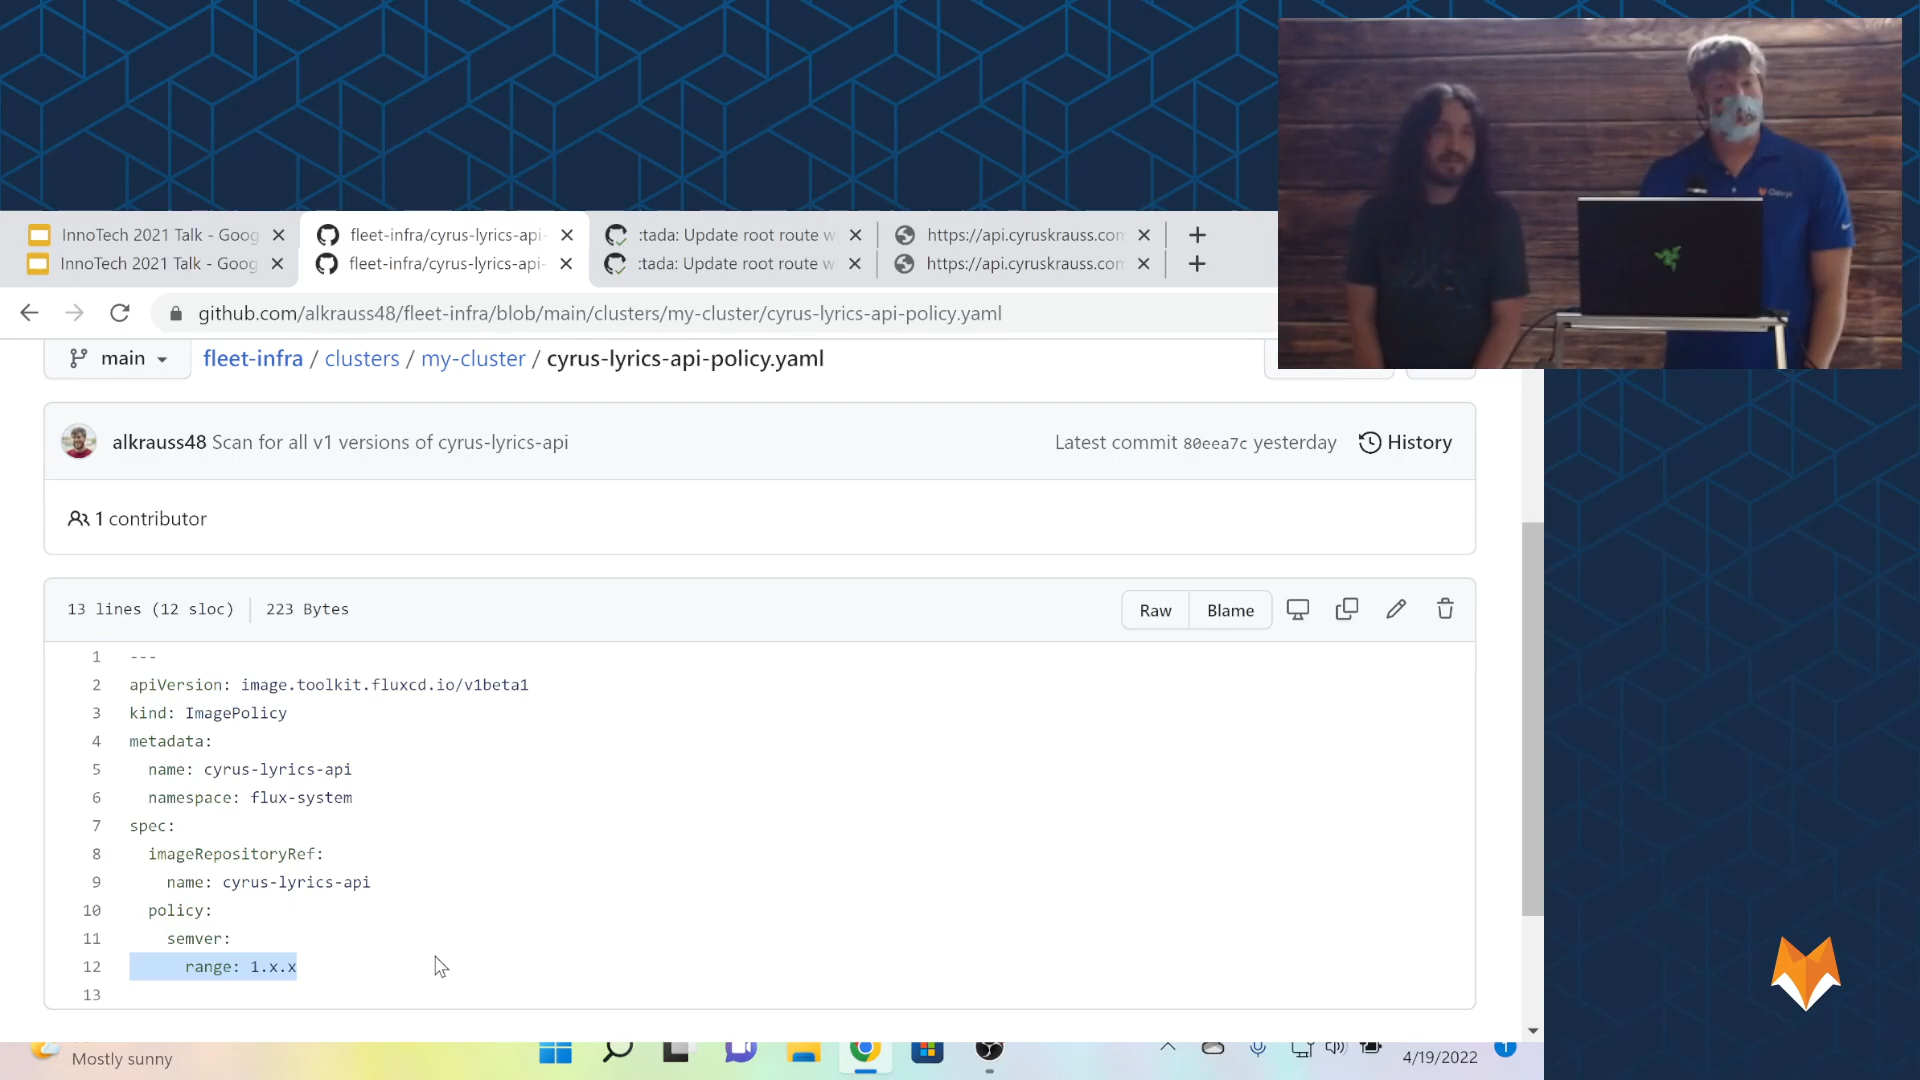 InnoTech 2021 Talk - Goog
fleet-infra/cyrus-lyrics-api-
:tada: Update root route w
https://api.cyruskrauss.com
InnoTech 2021 Talk - Goog
fleet-infra/cyrus-lyrics-api-
:tada: Update root route w
https://api.cyruskrauss.com
github.com/alkrauss48/fleet-infra/blob/main/clusters/my-cluster/cyrus-lyrics-api-policy.yaml
main
fleet-infra / clusters / my-cluster / cyrus-lyrics-api-policy.yaml
alkrauss48 Scan for all v1 versions of cyrus-lyrics-api
Latest commit 80eea7c yesterday
History
1 contributor
13 lines (12 sloc)
223 Bytes
Raw
Blame
1 ---
2 apiVersion: image.toolkit.fluxcd.io/v1beta1
3 kind: ImagePolicy
4 metadata:
5 name: cyrus-lyrics-api
6 namespace: flux-system
7 spec:
8 imageRepositoryRef:
9 name: cyrus-lyrics-api
10 policy:
11 semver:
12 range: 1.x.x
13
Mostly sunny
4/19/2022
1